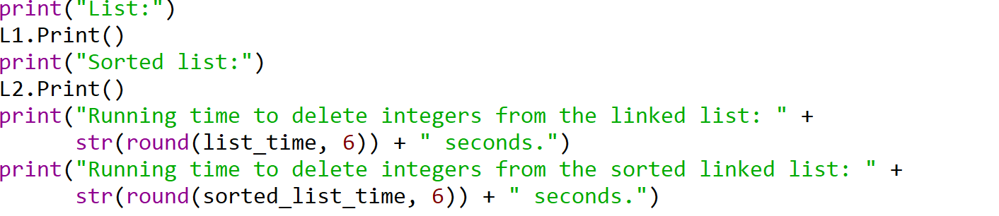 print("List:")
L1.Print()
print("Sorted list:")
L2.Print()
print("Running time to delete integers from the linked list: " +
      str(round(list_time, 6)) + " seconds.")
print("Running time to delete integers from the sorted linked list: " +
      str(round(sorted_list_time, 6)) + " seconds.")